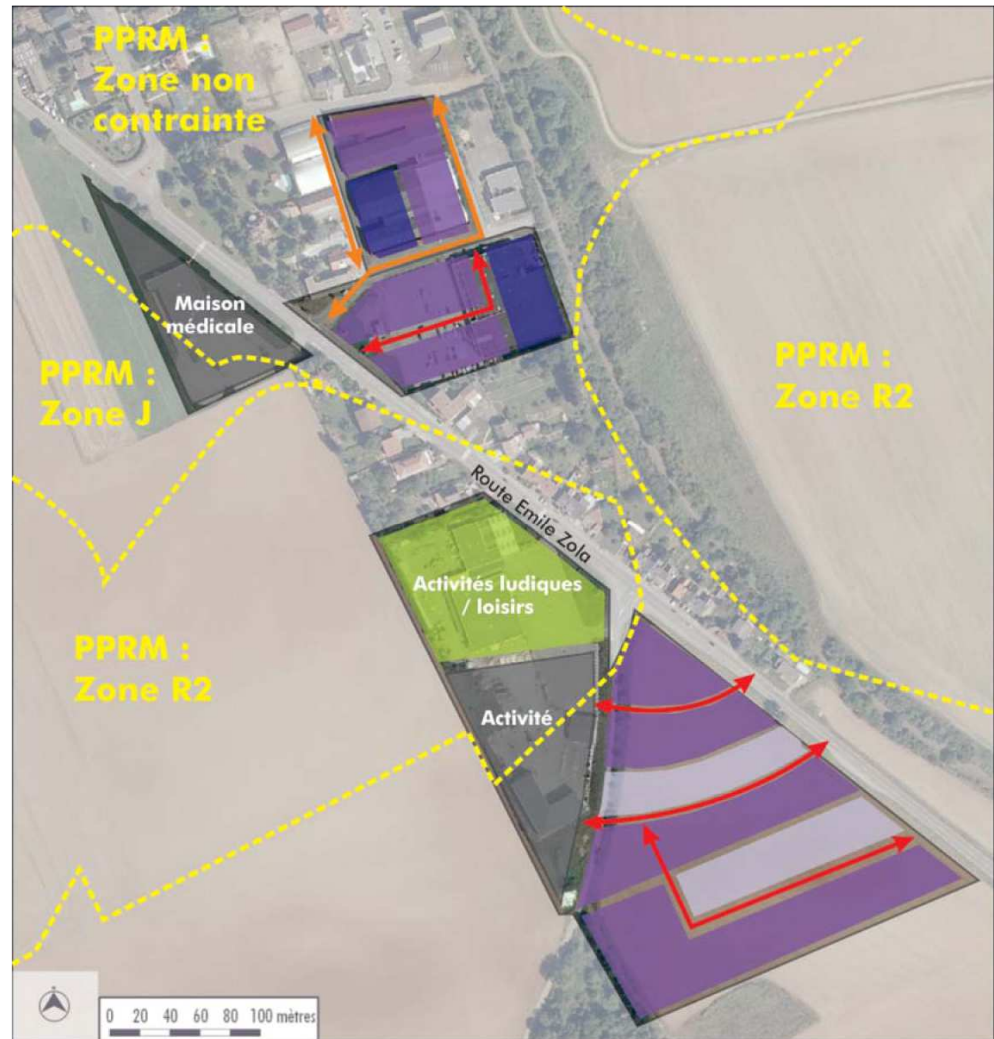 PPRM :
Zone non
contrainte
Maison
médicale
PPRM :
Zone J
PPRM :
Zone R2
Route Emile Zola
Activités ludiques
/ loisirs
PPRM :
Zone R2
Activité
0 20 40 60 80 100 mètres